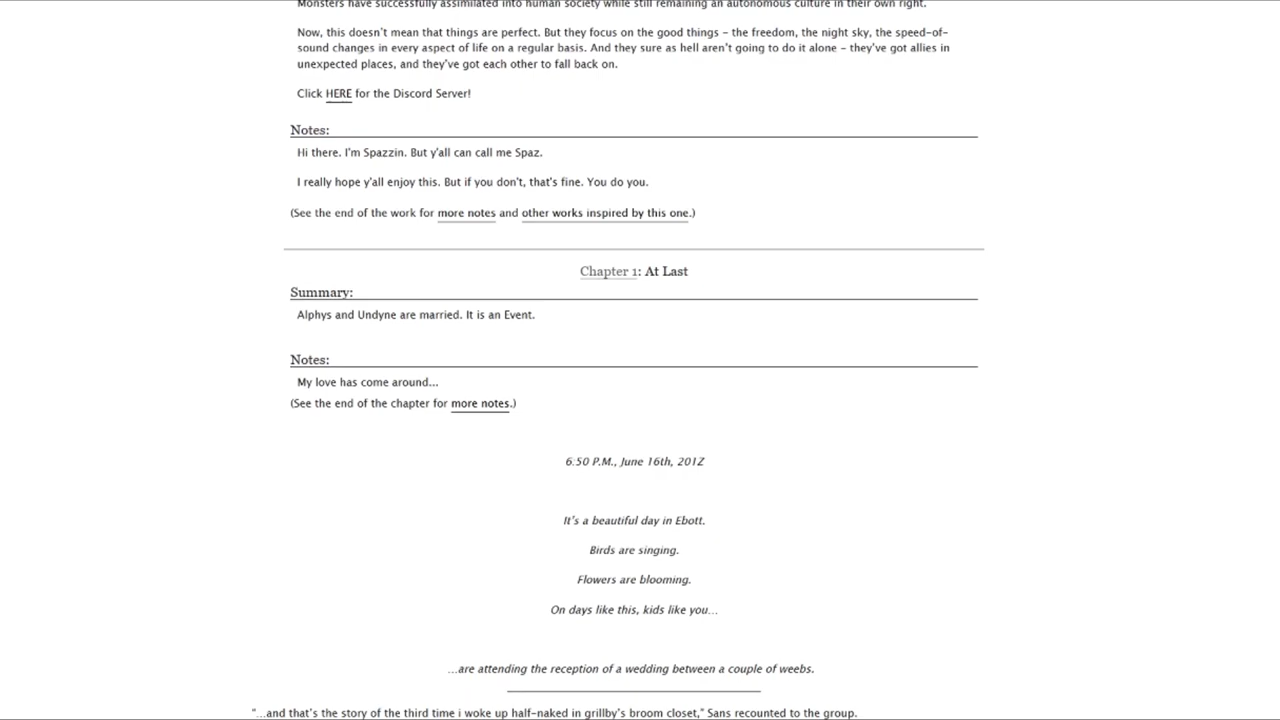 Monsters have successfully assimilated into human society while still remaining an autonomous culture in their own right.
Now, this doesn't mean that things are perfect. But they focus on the good things – the freedom, the night sky, the speed-of-
sound changes in every aspect of life on a regular basis. And they sure as hell aren't going to do it alone – they've got allies in
unexpected places, and they've got each other to fall back on.
Click HERE for the Discord Server!
Notes:
Hi there. I'm Spazzin. But y'all can call me Spaz.
I really hope y'all enjoy this. But if you don't, that's fine. You do you.
(See the end of the work for more notes and other works inspired by this one.)
Chapter 1: At Last
Summary:
Alphys and Undyne are married. It is an Event.
Notes:
My love has come around...
(See the end of the chapter for more notes.)
6:50 P.M., June 16th, 201Z
It's a beautiful day in Ebott.
Birds are singing.
Flowers are blooming.
On days like this, kids like you...
...are attending the reception of a wedding between a couple of weebs.
"...and that's the story of the third time i woke up half-naked in grillby's broom closet," Sans recounted to the group.